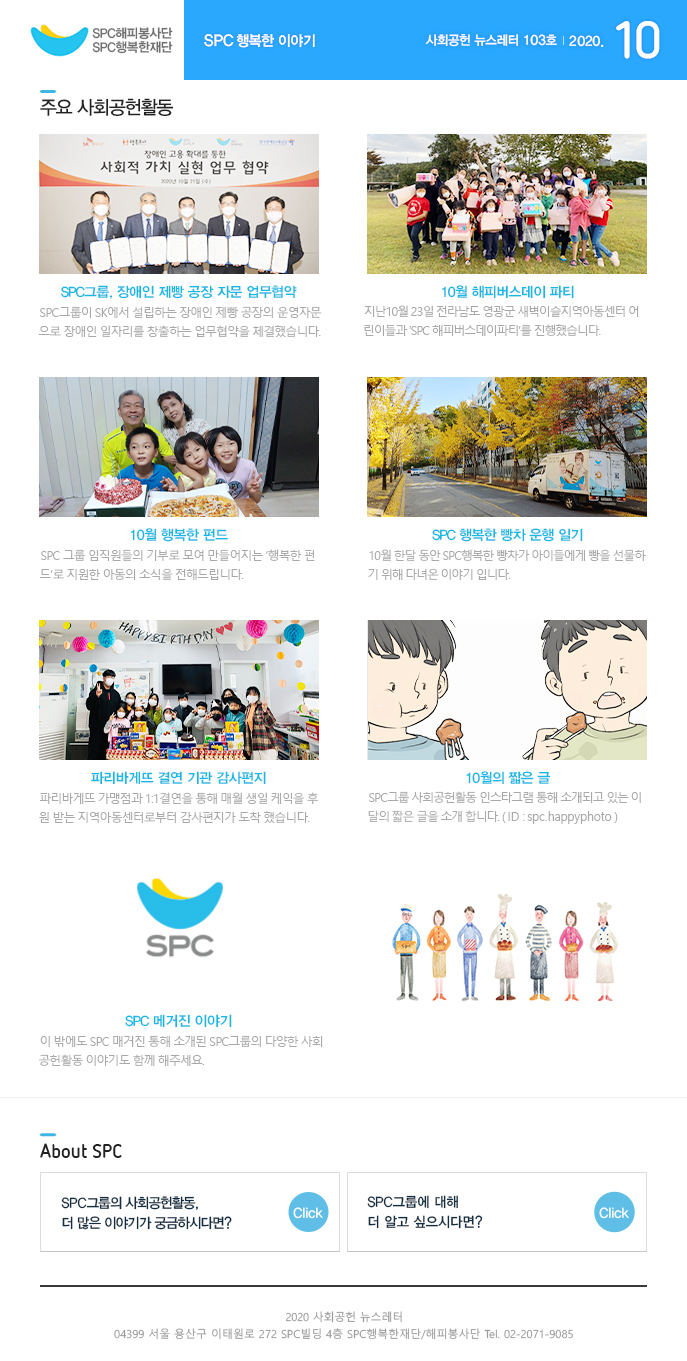 SPC해피봉사단
SPC행복한재단
SPC 행복한 이야기
사회공헌 뉴스레터 103호 | 2020. 10
주요 사회공헌활동
장애인 고용 확대를 통한
사회적 가치 실현 업무 협약
2020년 10월 21일 (수)
SPC그룹, 장애인 제빵 공장 자문 업무협약
SPC그룹이 SK에서 설립하는 장애인 제빵 공장의 운영자문
으로 장애인 일자리를 창출하는 업무협약을 체결했습니다.
10월 해피버스데이 파티
지난10월 23일 전라남도 영광군 새벽이슬지역아동센터 어
린이들과 'SPC 해피버스데이파티'를 진행했습니다.
10월 행복한 펀드
SPC 그룹 임직원들의 기부로 모여 만들어지는 '행복한 펀
드'로 지원한 아동의 소식을 전해드립니다.
SPC 행복한 빵차 운행 일기
10월 한달 동안 SPC행복한 빵차가 아이들에게 빵을 선물하
기 위해 다녀온 이야기 입니다.
HAPPY BIRTHDAY
파리바게뜨 결연 기관 감사편지
파리바게뜨 가맹점과 1:1결연을 통해 매월 생일 케익을 후
원 받는 지역아동센터로부터 감사편지가 도착 했습니다.
10월의 짧은 글
SPC그룹 사회공헌활동 인스타그램 통해 소개되고 있는 이
달의 짧은 글을 소개 합니다. ( ID : spc.happyphoto )
SPC
SPC 메거진 이야기
이 밖에도 SPC 매거진 통해 소개된 SPC그룹의 다양한 사회
공헌활동 이야기도 함께 해주세요.
About SPC
SPC그룹의 사회공헌활동,
더 많은 이야기가 궁금하시다면?
Click
SPC그룹에 대해
더 알고 싶으시다면?
Click
2020 사회공헌 뉴스레터
04399 서울 용산구 이태원로 272 SPC빌딩 4층 SPC행복한재단/해피봉사단 Tel. 02-2071-9085